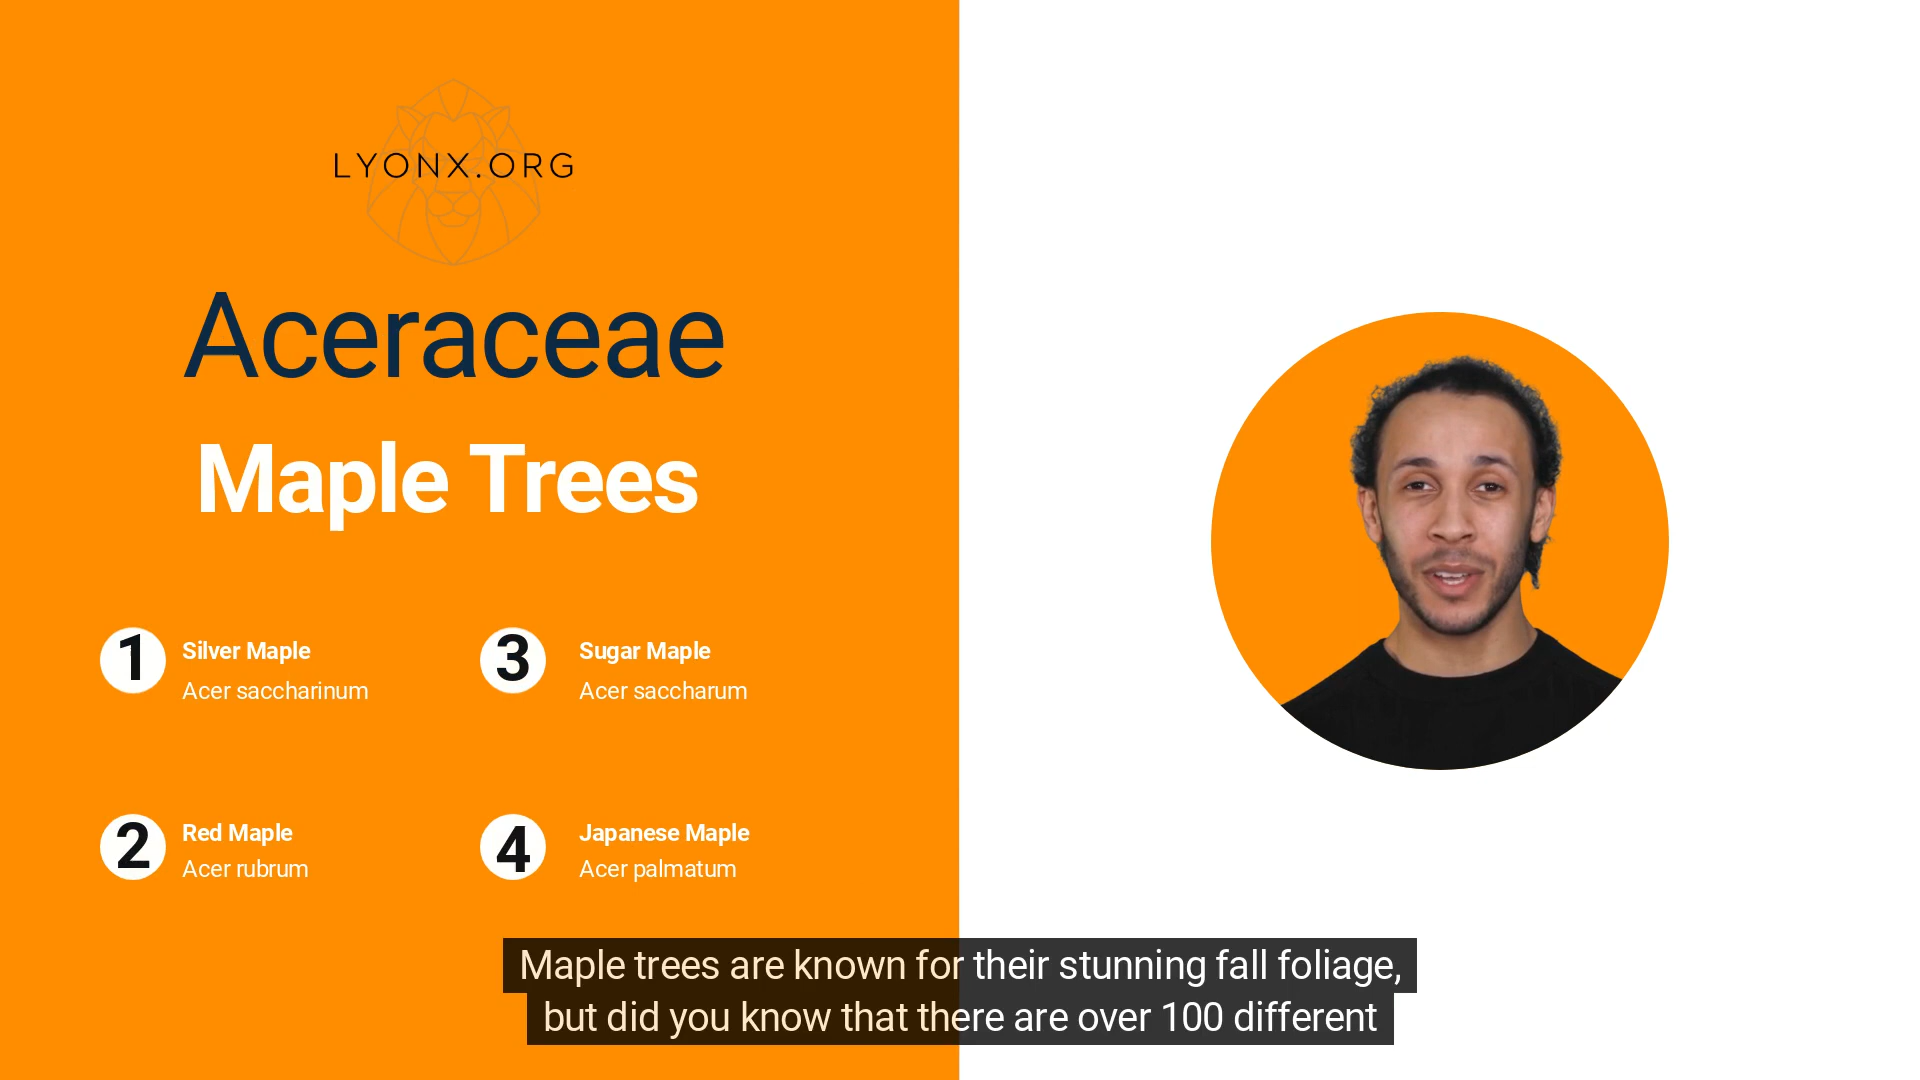 LYONX.ORG
Aceraceae
Maple Trees
1
Silver Maple
Acer saccharinum
2
Red Maple
Acer rubrum
3
Sugar Maple
Acer saccharum
4
Japanese Maple
Acer palmatum
Maple trees are known for their stunning fall foliage,
but did you know that there are over 100 different